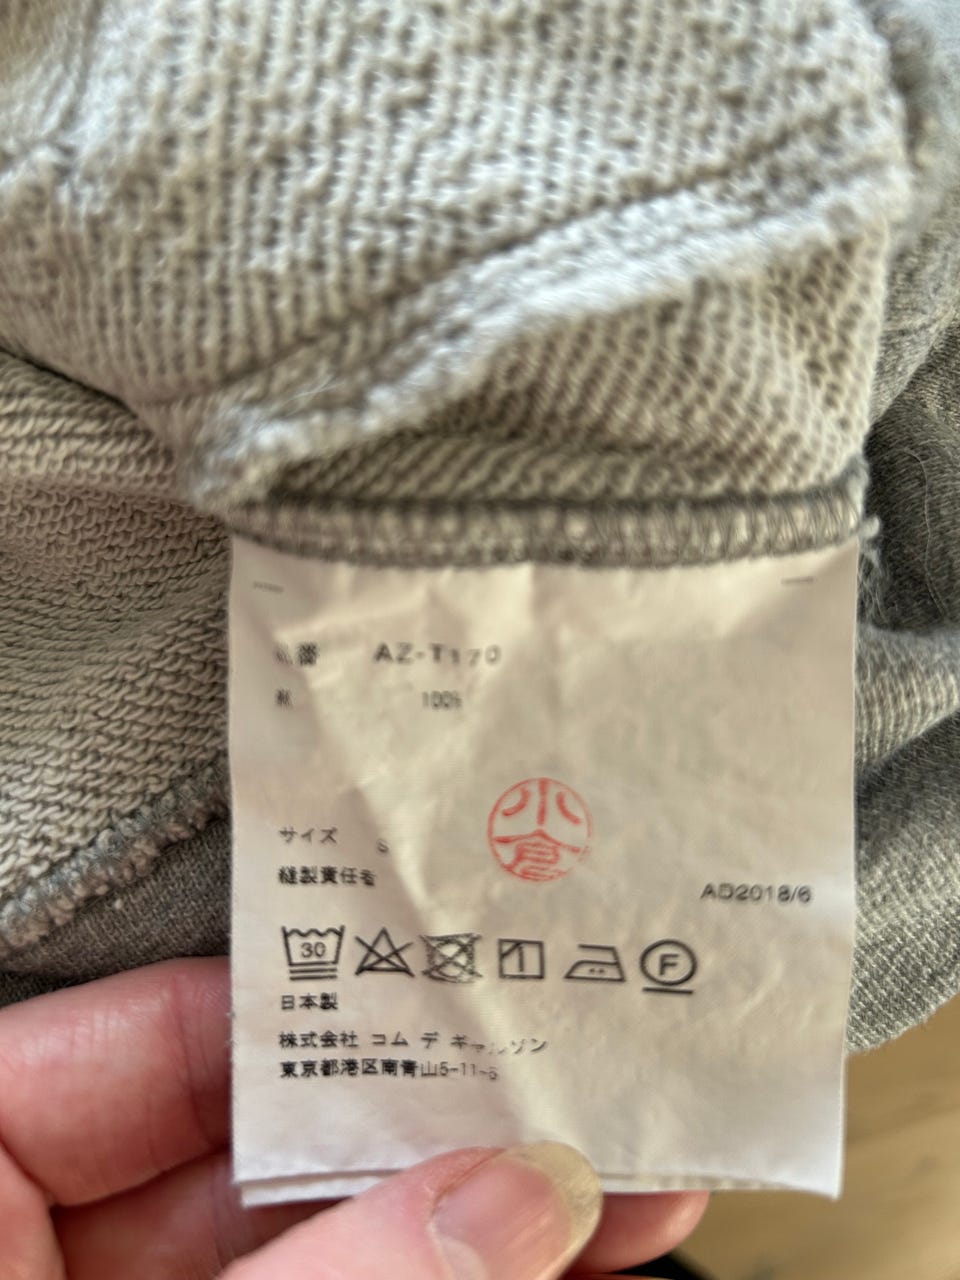 品番 AZ-T170
綿 100%
小倉
サイズ S
縫製責任者
AD2018/6
30
F
日本製
株式会社 コム デ ギャルソン
東京都港区南青山5-11-5